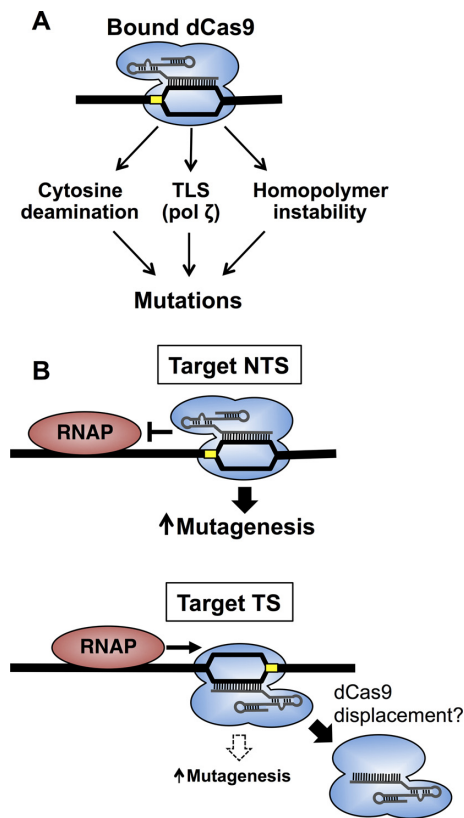 A
Bound dCas9
Cytosine
deamination
TLS
(pol ζ)
Homopolymer
instability
Mutations
B
Target NTS
RNAP
↑Mutagenesis
Target TS
RNAP
dCas9
displacement?
↑Mutagenesis